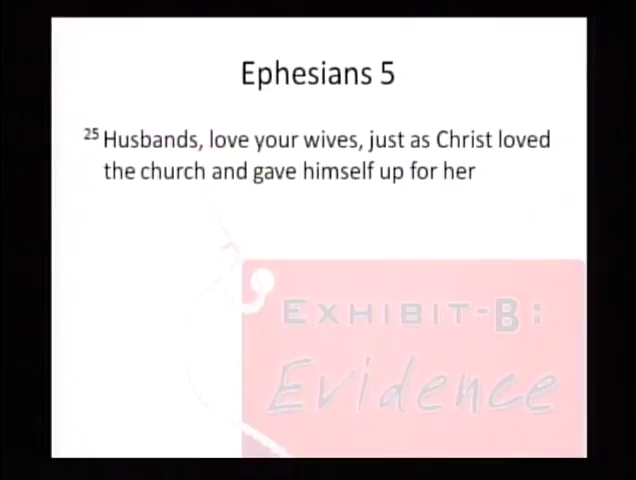 Ephesians 5
25 Husbands, love your wives, just as Christ loved
the church and gave himself up for her
EXHIBIT-B:
Evidence